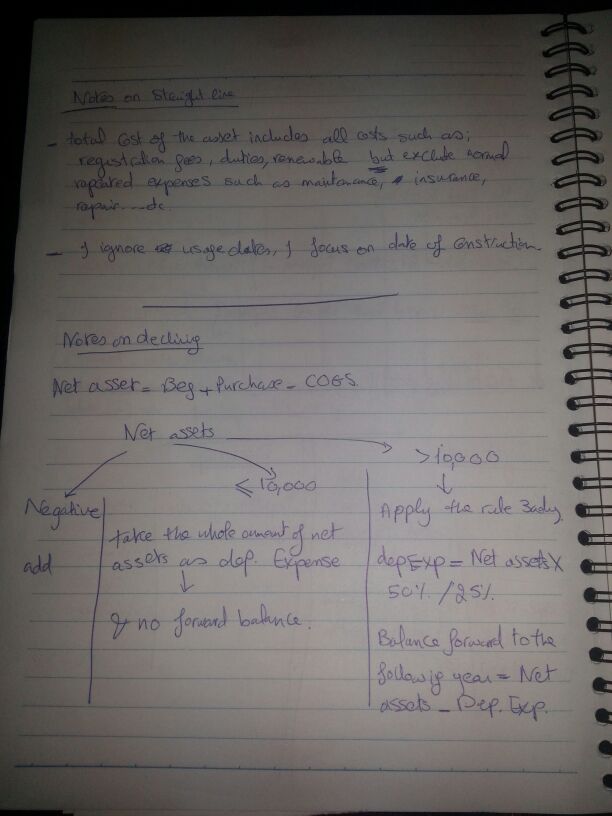 Notes on Straight line
- total Cost of the asset includes all costs such as;
registration fees, duties, renewable but exclude normal
repeated expenses such as maintenance, insurance,
repair....etc.
- I ignore usage dates, I focus on date of Construction
Notes on declinig
Net asset = Beg + Purchase - COGS.
Net assets
> 10,000
≤ 10,000
Negative
add
take the whole amount of net
assets as dep. Expense
& no forward balance.
Apply the rule 3ady.
dep Exp = Net assets X
50% / 25%
Balance forward to the
followig year = Net
assets - Dep. Exp.